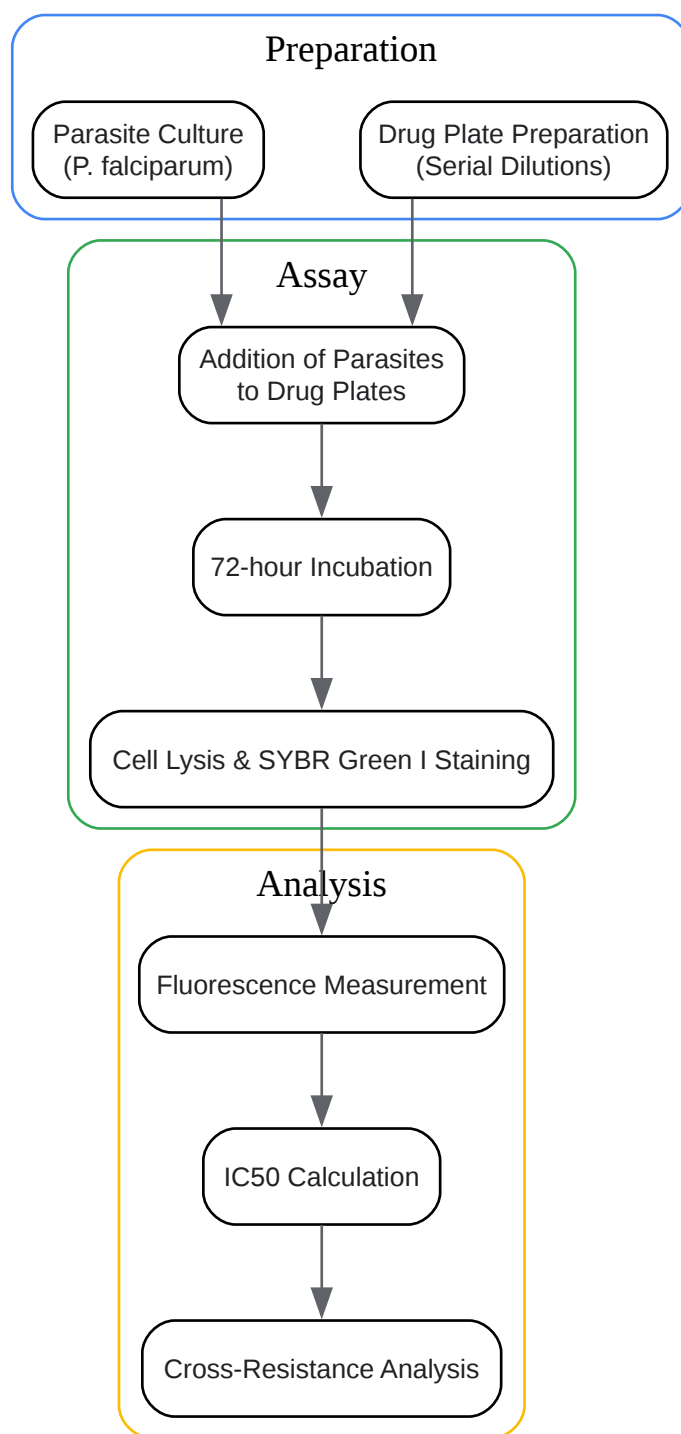 Preparation
Parasite Culture
(P. falciparum)
Drug Plate Preparation
(Serial Dilutions)
Assay
Addition of Parasites
to Drug Plates
72-hour Incubation
Cell Lysis & SYBR Green I Staining
Analysis
Fluorescence Measurement
IC50 Calculation
Cross-Resistance Analysis